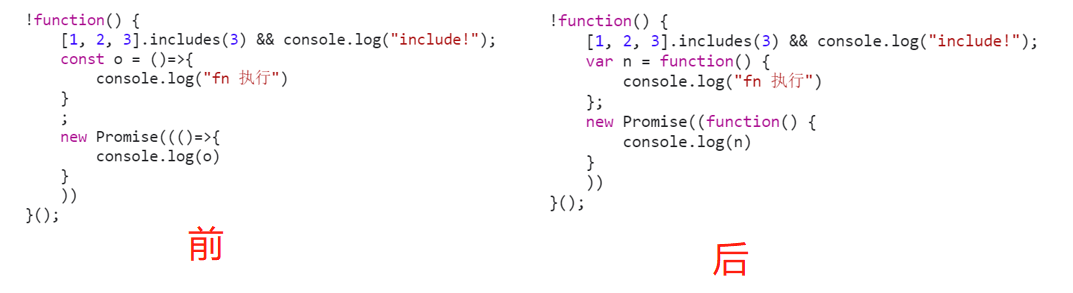 !function() {
[1, 2, 3].includes(3) && console.log("include!");
const o = ()=>{
console.log("fn 执行")
}
;
new Promise((()=>{
console.log(o)
}
))
}();
前
!function() {
[1, 2, 3].includes(3) && console.log("include!");
var n = function() {
console.log("fn 执行")
};
new Promise((function() {
console.log(n)
}
))
}();
后